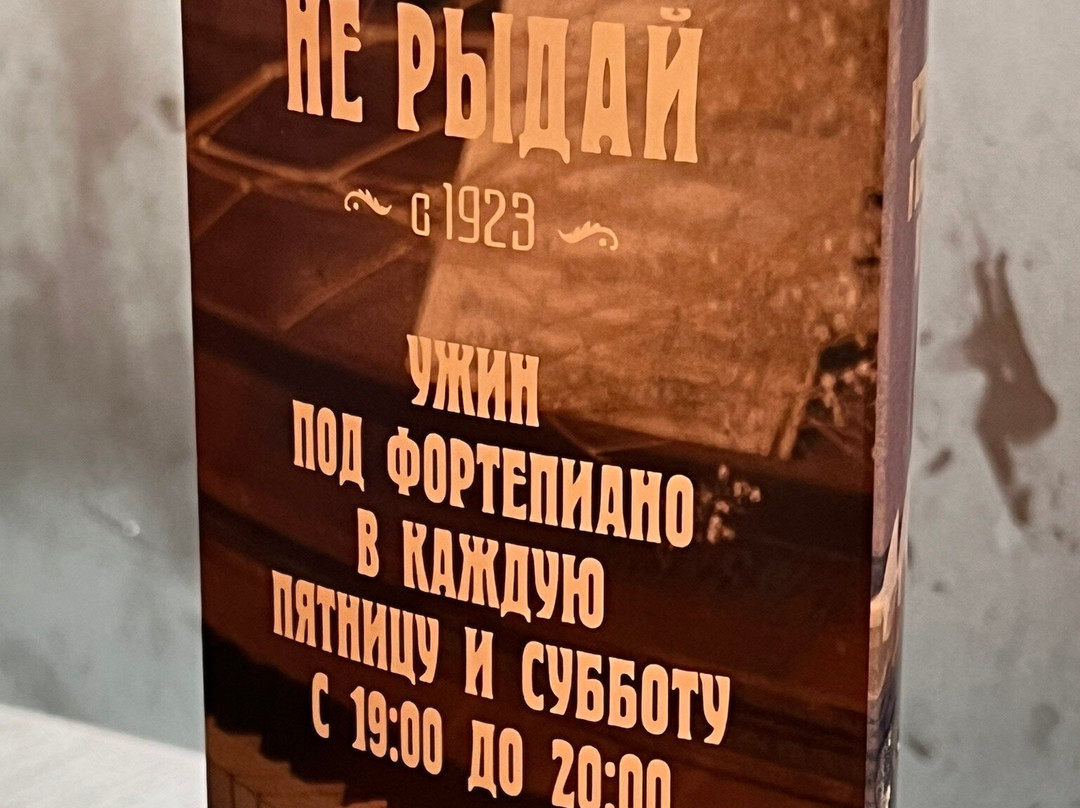 НЕ РЫДАЙ
с 1923
УЖИН
ПОД ФОРТЕПИАНО
В КАЖДУЮ
ПЯТНИЦУ И СУББОТУ
С 19:00 ДО 20:00